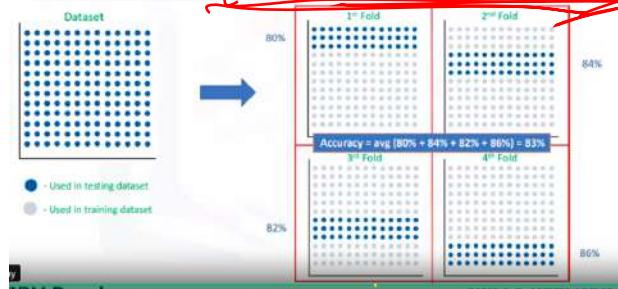 Dataset
1st Fold
2nd Fold
80%
84%
Accuracy = avg (80% + 84% + 82% + 86%) = 83%
3rd Fold
4th Fold
- Used in testing dataset
- Used in training dataset
82%
86%